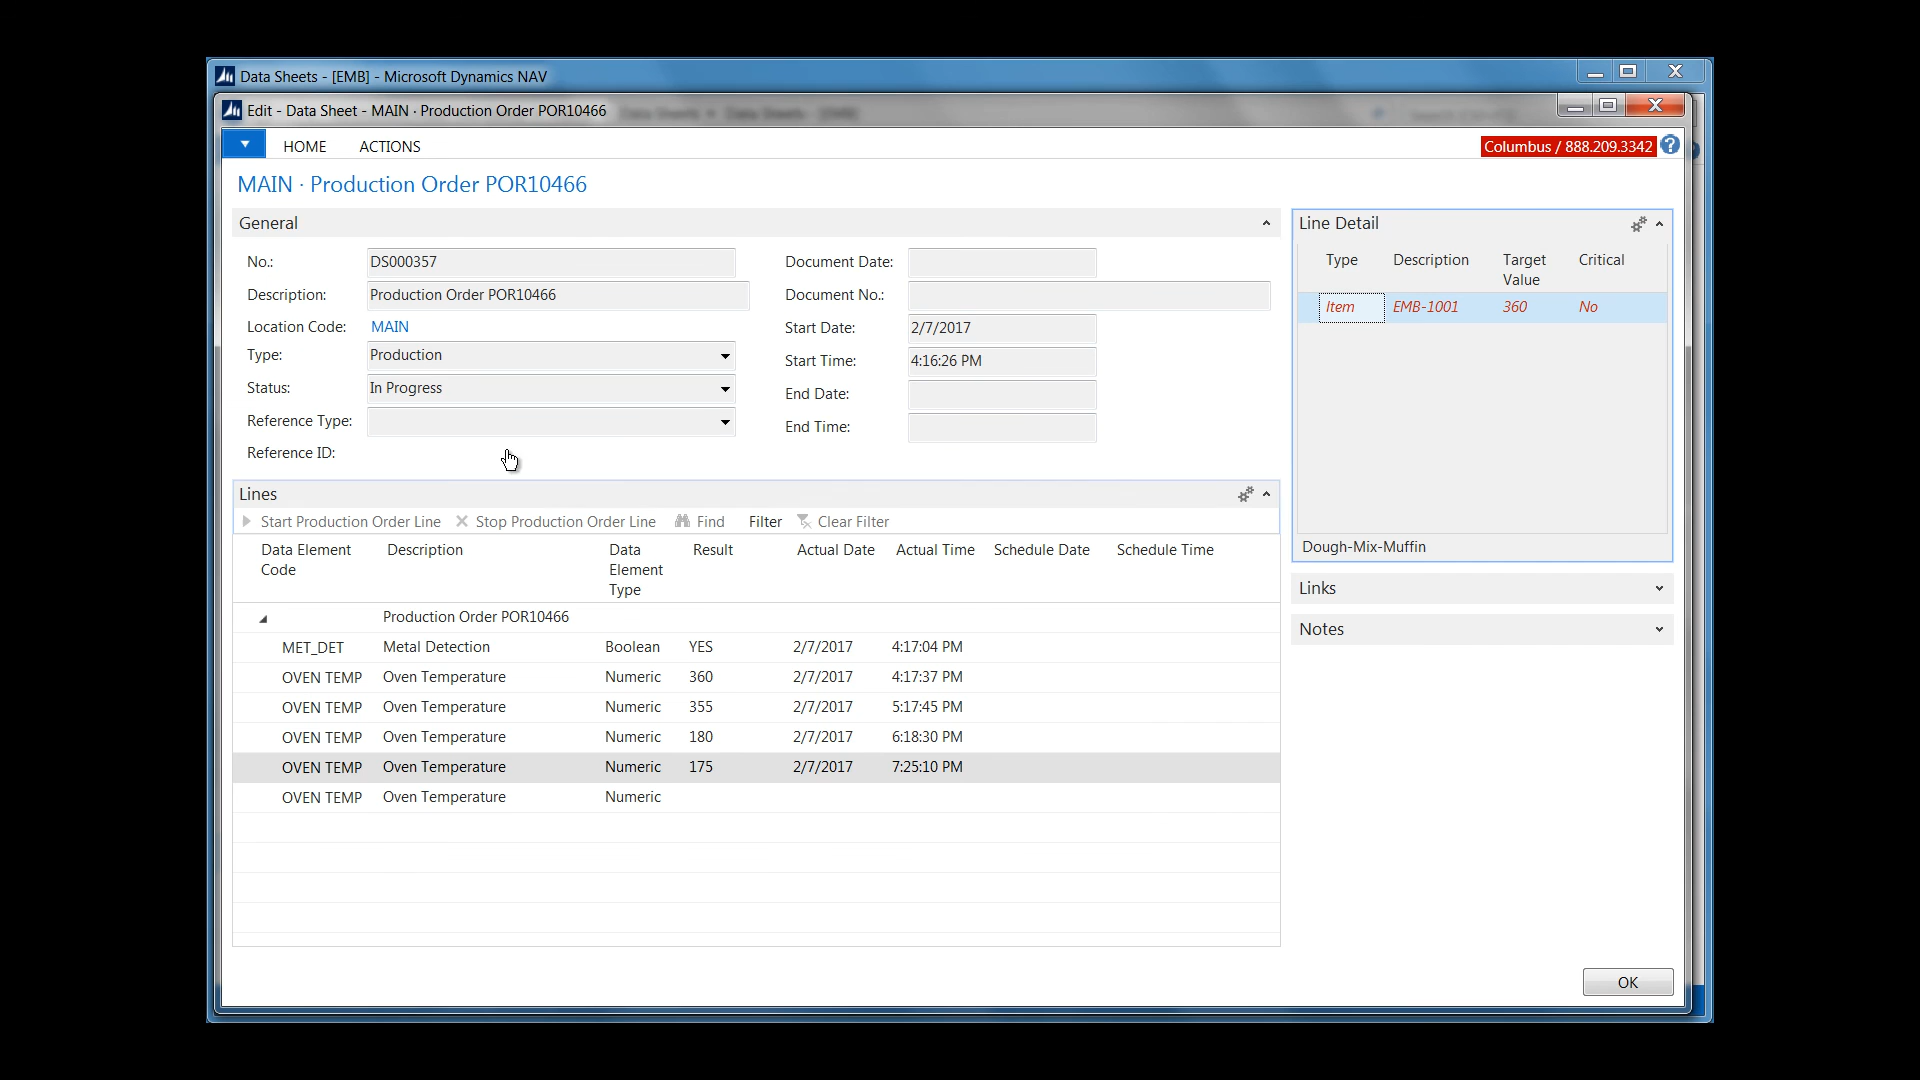 Data Sheets - [EMB] - Microsoft Dynamics NAV
Edit - Data Sheet - MAIN · Production Order POR10466
HOME ACTIONS Columbus / 888.209.3342 ?
MAIN · Production Order POR10466
General
No.: DS000357 Document Date:
Description: Production Order POR10466 Document No.:
Location Code: MAIN Start Date: 2/7/2017
Type: Production Start Time: 4:16:26 PM
Status: In Progress End Date:
Reference Type: End Time:
Reference ID:
Lines
Start Production Order Line Stop Production Order Line Find Filter Clear Filter
Data Element Code Description Data Element Type Result Actual Date Actual Time Schedule Date Schedule Time
Production Order POR10466
MET_DET Metal Detection Boolean YES 2/7/2017 4:17:04 PM
OVEN TEMP Oven Temperature Numeric 360 2/7/2017 4:17:37 PM
OVEN TEMP Oven Temperature Numeric 355 2/7/2017 5:17:45 PM
OVEN TEMP Oven Temperature Numeric 180 2/7/2017 6:18:30 PM
OVEN TEMP Oven Temperature Numeric 175 2/7/2017 7:25:10 PM
OVEN TEMP Oven Temperature Numeric
Line Detail
Type Description Target Value Critical
Item EMB-1001 360 No
Dough-Mix-Muffin
Links
Notes
OK